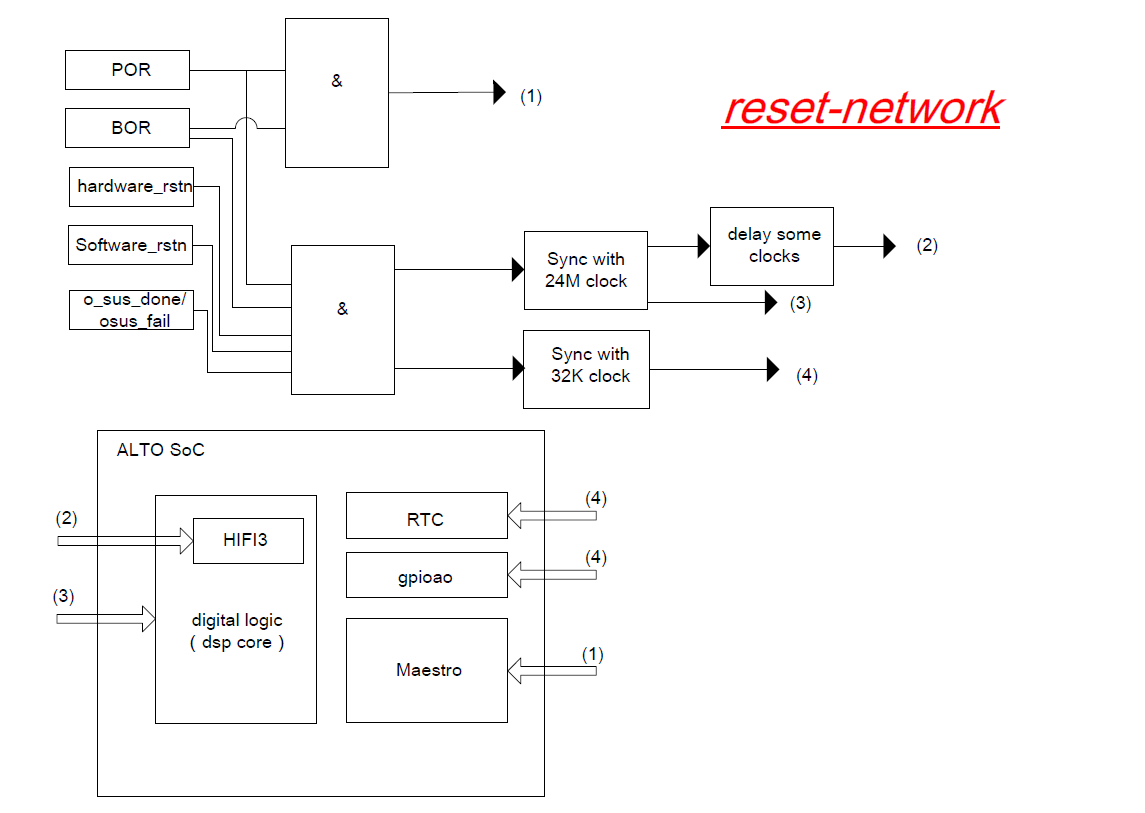 POR
&
(1)
reset-network
BOR
hardware_rstn
Software_rstn
delay some
clocks
(2)
Sync with
24M clock
o_sus_done/
osus_fail
&
(3)
Sync with
32K clock
(4)
ALTO SoC
(2)
HIFI3
(3)
digital logic
( dsp core )
RTC
(4)
gpioao
(4)
Maestro
(1)